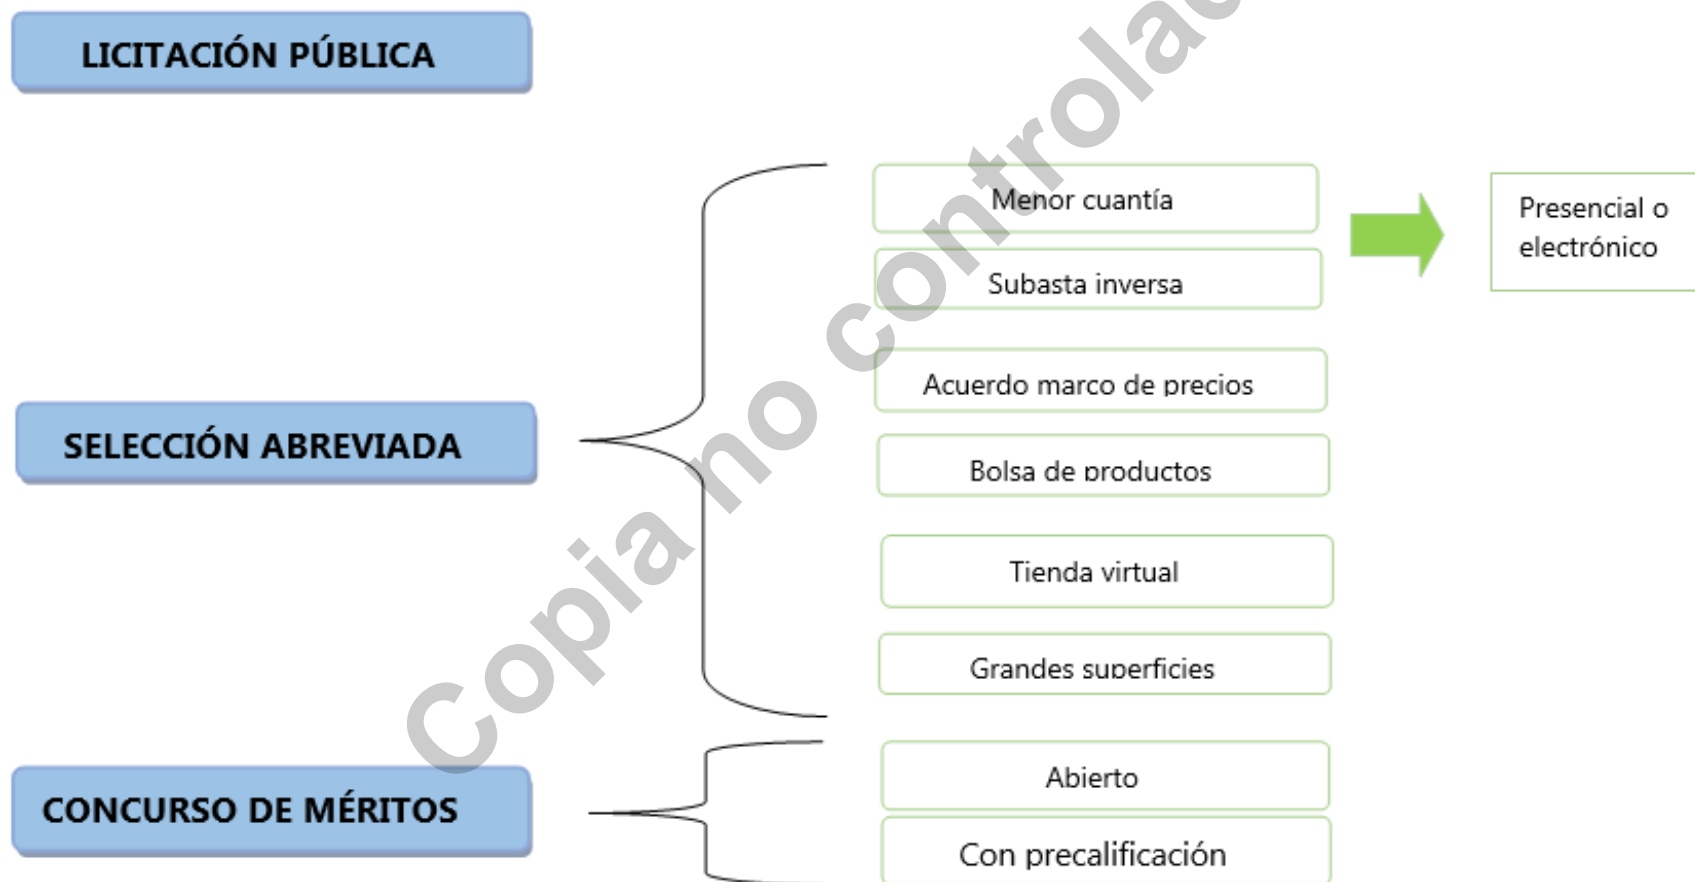 LICITACIÓN PÚBLICA
Menor cuantía
Presencial o
electrónico
Subasta inversa
Acuerdo marco de precios
SELECCIÓN ABREVIADA
Bolsa de productos
Tienda virtual
Grandes superficies
Abierto
CONCURSO DE MÉRITOS
Con precalificación
Copia no controlad